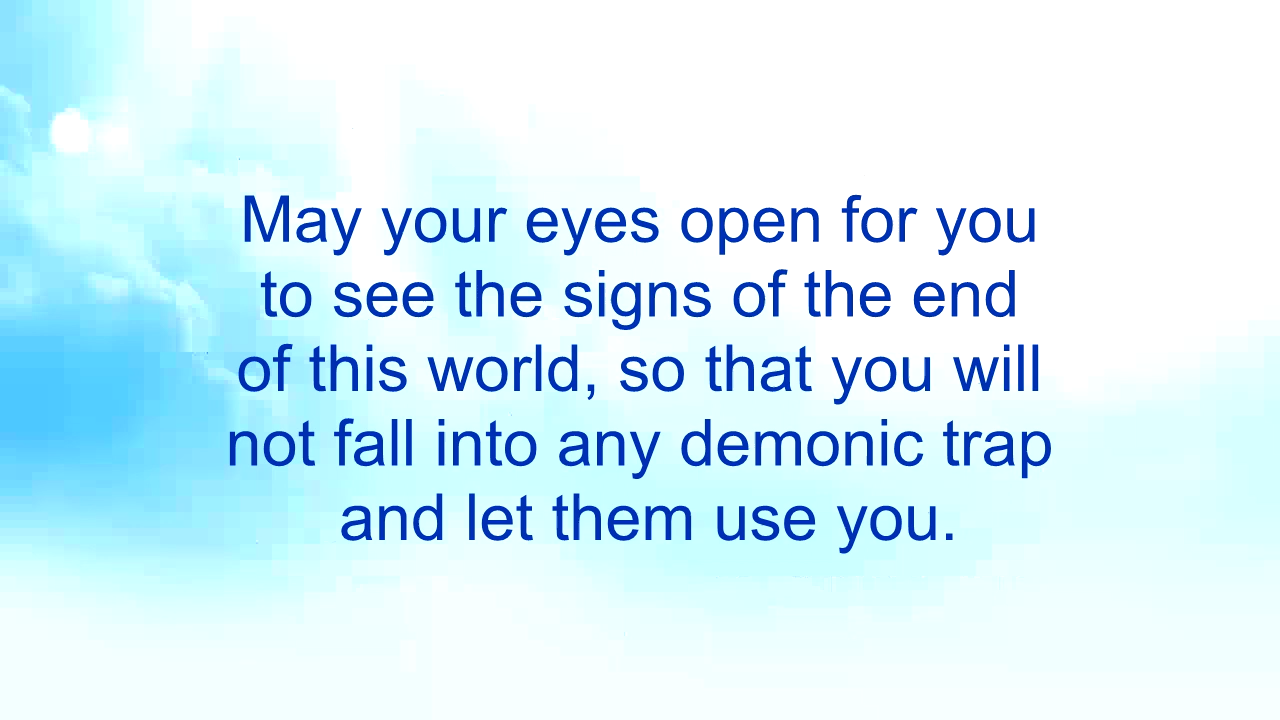 May your eyes open for you
to see the signs of the end
of this world, so that you will
not fall into any demonic trap
and let them use you.